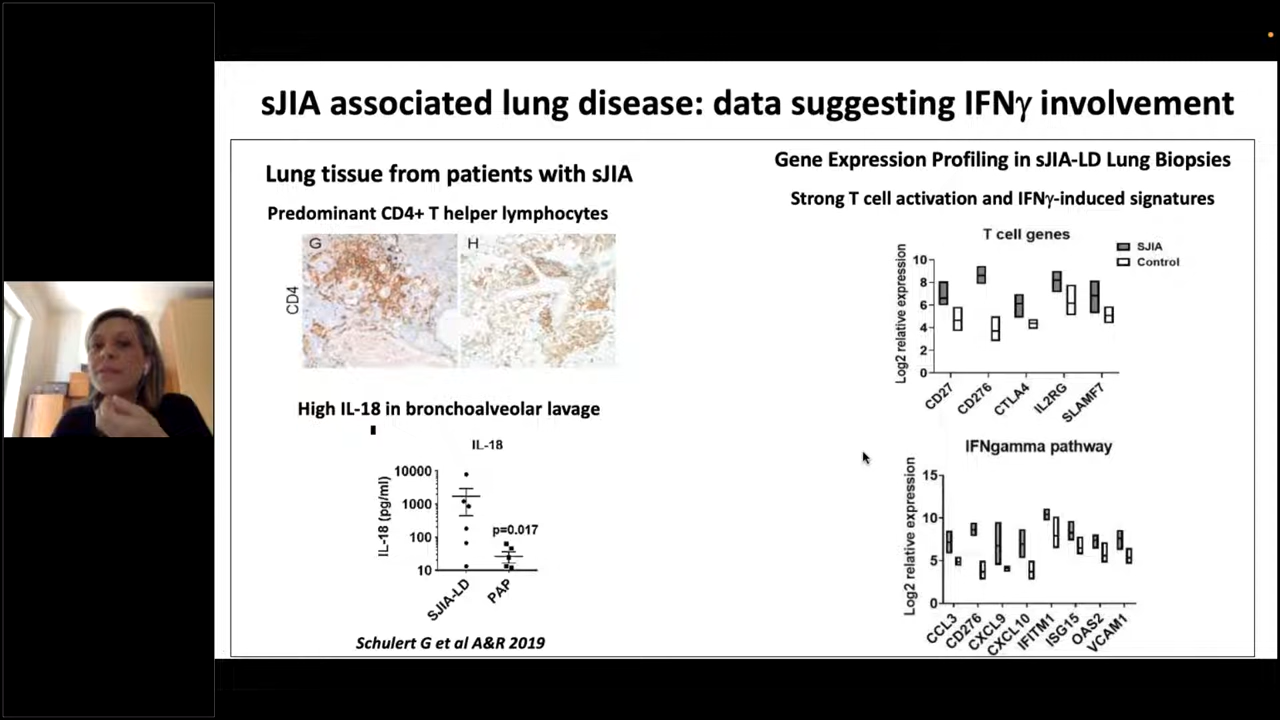 sJIA associated lung disease: data suggesting IFNγ involvement
Lung tissue from patients with sJIA
Predominant CD4+ T helper lymphocytes
G
H
CD4
High IL-18 in bronchoalveolar lavage
IL-18
IL-18 (pg/ml)
10000
1000
100
10
p=0.017
SJIA-LD
PAP
Schulert G et al A&R 2019
Gene Expression Profiling in sJIA-LD Lung Biopsies
Strong T cell activation and IFNγ-induced signatures
T cell genes
SJIA
Control
Log2 relative expression
10
8
6
4
2
0
CD27
CD276
CTLA4
IL2RG
SLAMF7
IFNgamma pathway
Log2 relative expression
15
10
5
0
CCL3
CD276
CXCL9
CXCL10
IFITM1
ISG15
OAS2
VCAM1